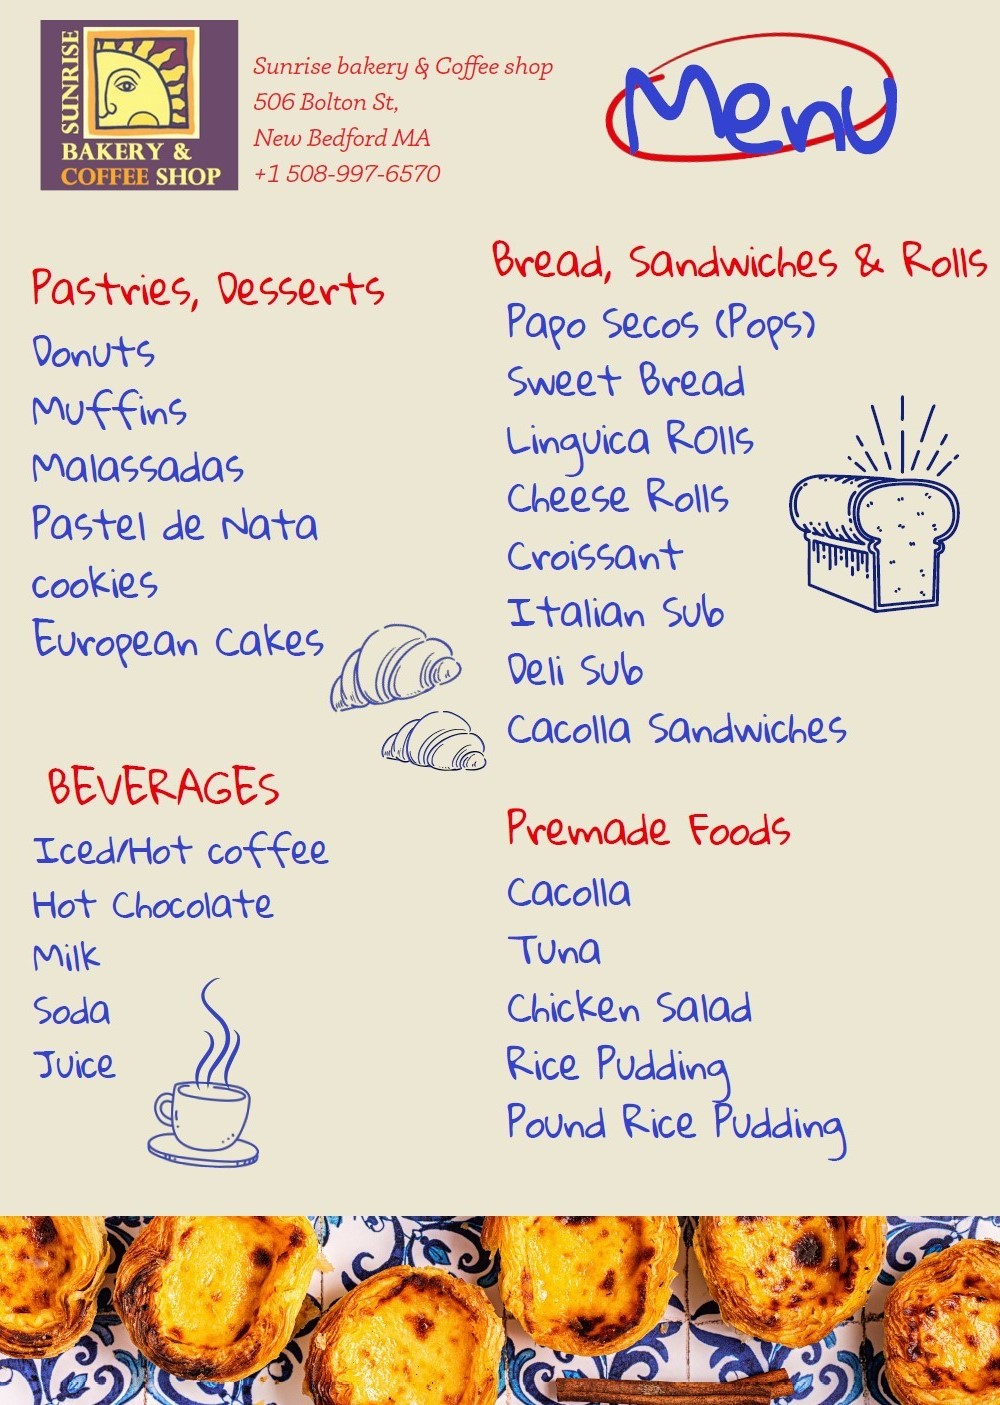 SUNRISE
BAKERY &
COFFEE SHOP
Sunrise bakery & Coffee shop
506 Bolton St,
New Bedford MA
+1 508-997-6570
Menu
Pastries, Desserts
Donuts
Muffins
Malassadas
Pastel de Nata
cookies
European Cakes
BEVERAGES
Iced/Hot coffee
Hot Chocolate
Milk
Soda
Juice
Bread, Sandwiches & Rolls
Papo Secos (Pops)
Sweet Bread
Linguica ROlls
Cheese Rolls
Croissant
Italian Sub
Deli Sub
Cacolla Sandwiches
Premade Foods
Cacolla
Tuna
Chicken Salad
Rice Pudding
Pound Rice Pudding